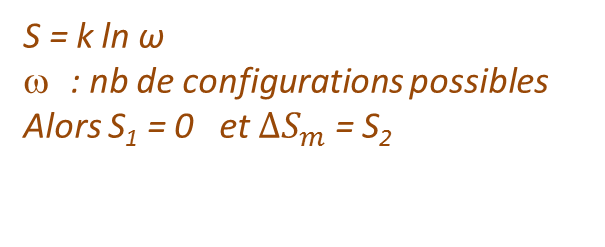 S = k ln ω
ω : nb de configurations possibles
Alors S₁ = 0 et ΔSₘ = S₂